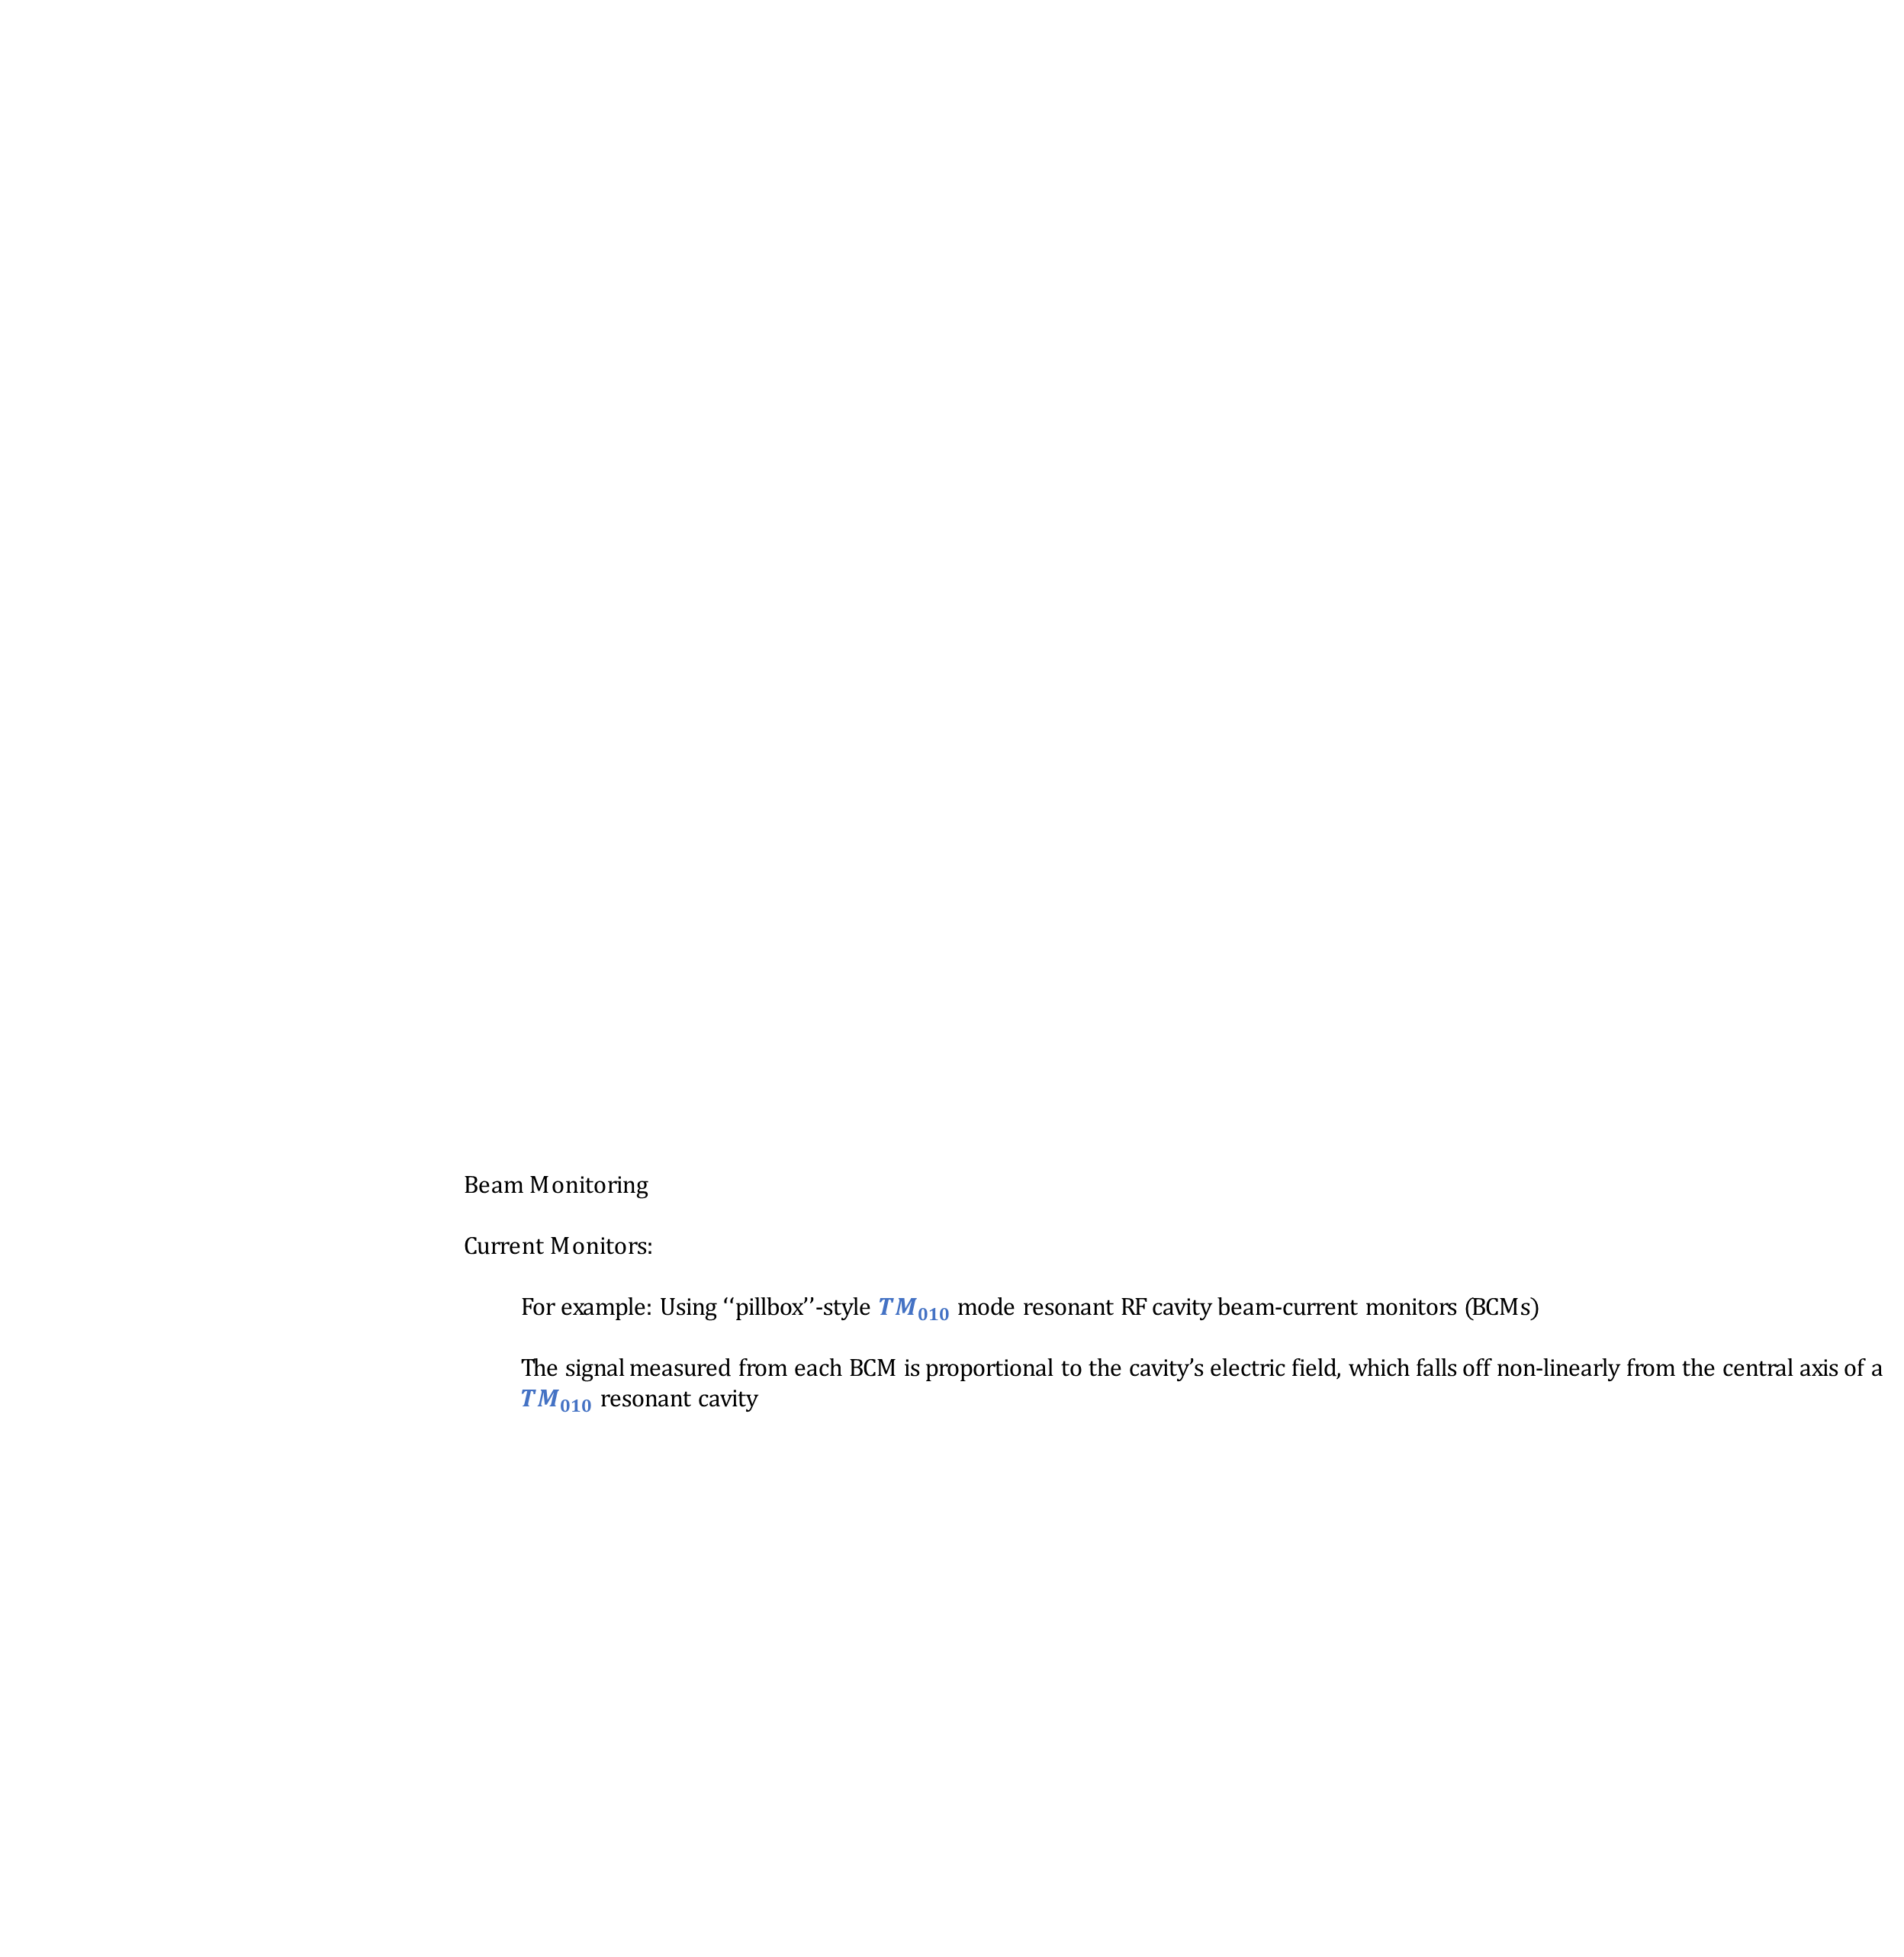 Beam Monitoring
Current Monitors:
For example: Using ‘‘pillbox’’-style TM₀₁₀ mode resonant RF cavity beam-current monitors (BCMs)
The signal measured from each BCM is proportional to the cavity’s electric field, which falls off non-linearly from the central axis of a
TM₀₁₀ resonant cavity